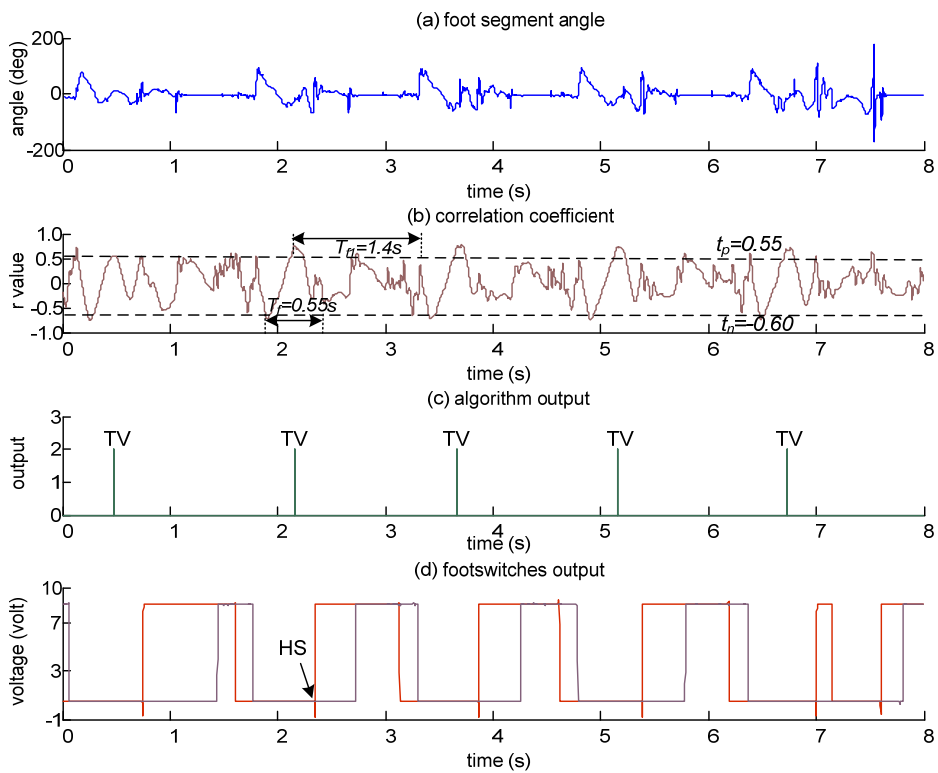 (a) foot segment angle
angle (deg)
200
0
-200
0 1 2 3 4 5 6 7 8
time (s)
(b) correlation coefficient
r value
1.0
0.5
0
-0.5
-1.0
Tf1=1.4s
tp=0.55
Tf=0.55s
tn=-0.60
0 1 2 3 4 5 6 7 8
time (s)
(c) algorithm output
output
3
2
1
0
TV TV TV TV TV
0 1 2 3 4 5 6 7 8
time (s)
(d) footswitches output
voltage (volt)
10
7
3
-1
HS
0 1 2 3 4 5 6 7 8
time (s)